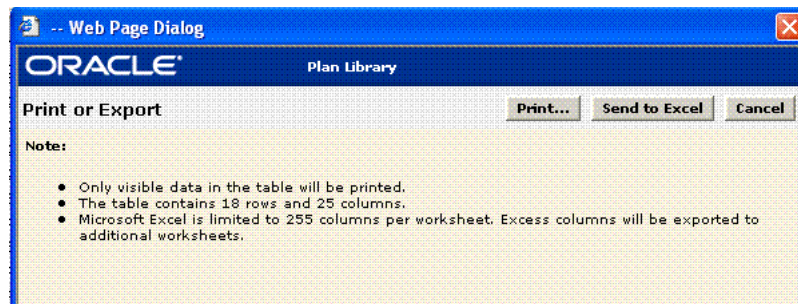 -- Web Page Dialog
ORACLE
Plan Library
Print or Export
Print...
Send to Excel
Cancel
Note:
Only visible data in the table will be printed.
The table contains 18 rows and 25 columns.
Microsoft Excel is limited to 255 columns per worksheet. Excess columns will be exported to
additional worksheets.